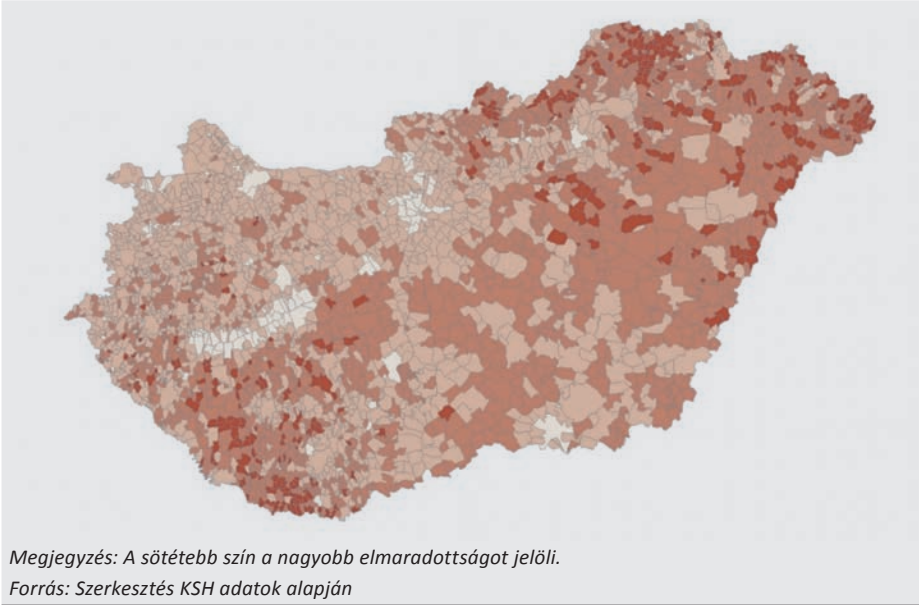 Megjegyzés: A sötétebb szín a nagyobb elmaradottságot jelöli.
Forrás: Szerkesztés KSH adatok alapján